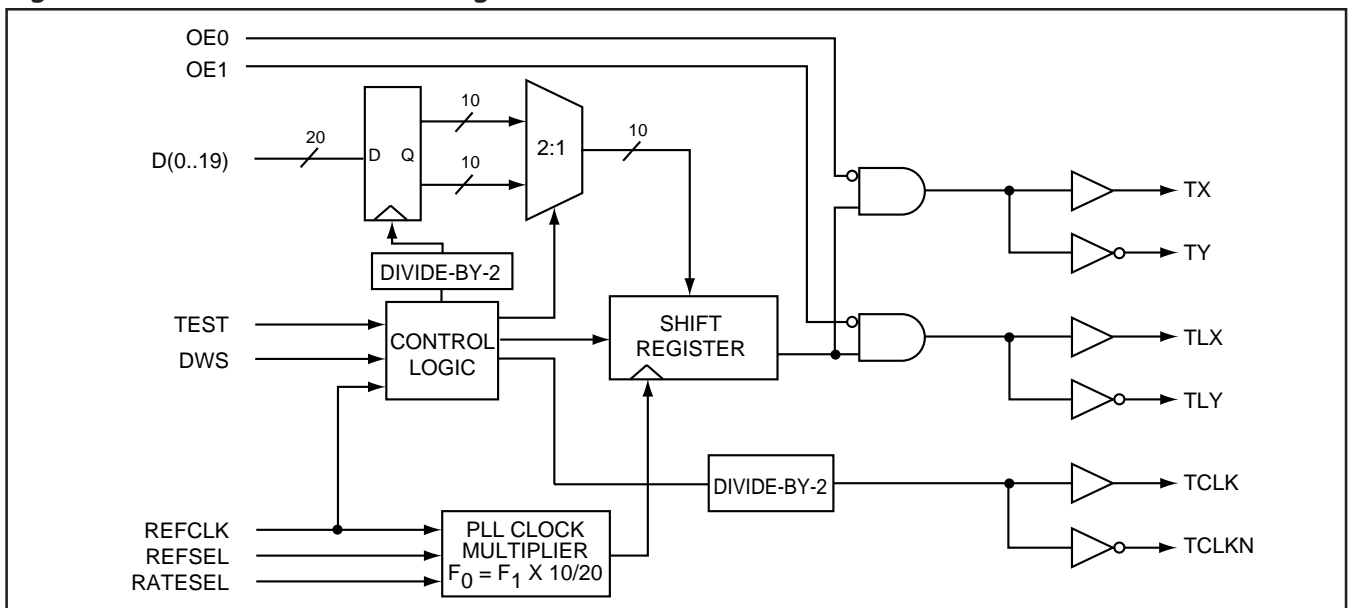 OE0
OE1
10
10
20
D(0..19)
D Q
10
2:1
TX
TY
DIVIDE-BY-2
TEST
DWS
CONTROL
LOGIC
SHIFT
REGISTER
TLX
TLY
DIVIDE-BY-2
TCLK
TCLKN
REFCLK
REFSEL
RATESEL
PLL CLOCK
MULTIPLIER
F0 = F1 X 10/20